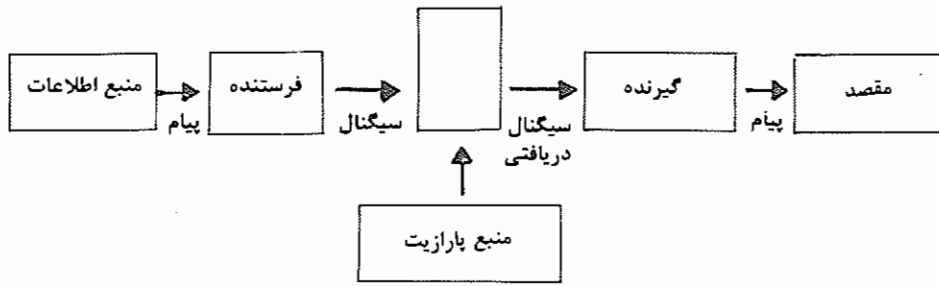 منبع اطلاعات
پیام
فرستنده
سیگنال
سیگنال
دریافتی
گیرنده
پیام
مقصد
منبع پارازیت